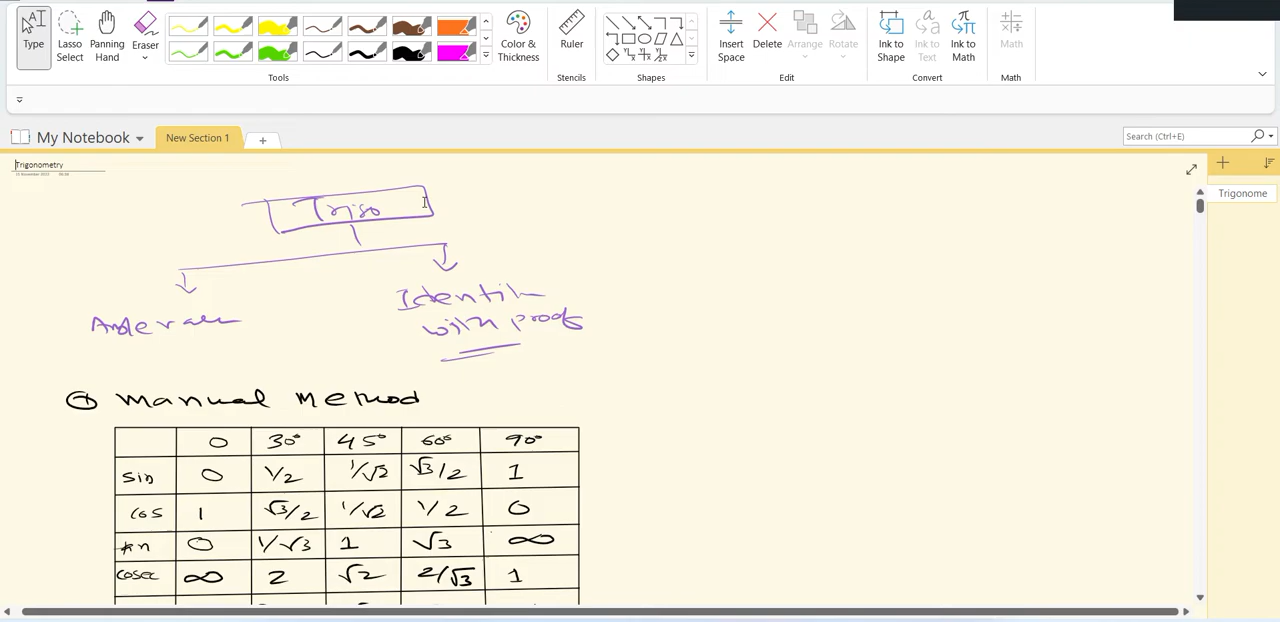 Type
Lasso Select
Panning Hand
Eraser
Color & Thickness
Ruler
Insert Space
Delete
Arrange
Rotate
Ink to Shape
Ink to Text
Ink to Math
Math
Tools
Stencils
Shapes
Edit
Convert
Math
My Notebook
New Section 1
Search (Ctrl+E)
Trigonometry
Trigonome
Trigo
Identi
with proofs
Manual Method
0 30° 45° 60° 90°
sin 0 1/2 1/√2 √3/2 1
cos 1 √3/2 1/√2 1/2 0
tan 0 1/√3 1 √3 ∞
cosec ∞ 2 √2 2/√3 1